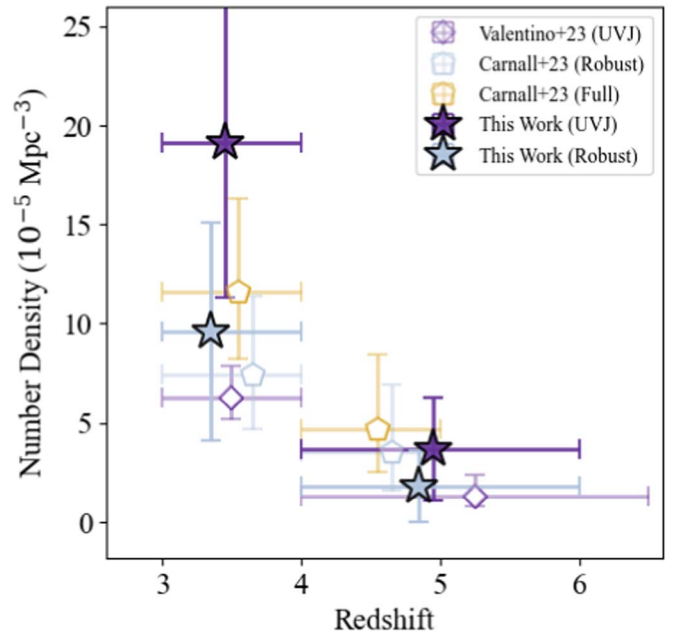 25
20
15
10
5
0
Number Density (10⁻⁵ Mpc⁻³)
Valentino+23 (UVJ)
Carnall+23 (Robust)
Carnall+23 (Full)
This Work (UVJ)
This Work (Robust)
3 4 5 6
Redshift